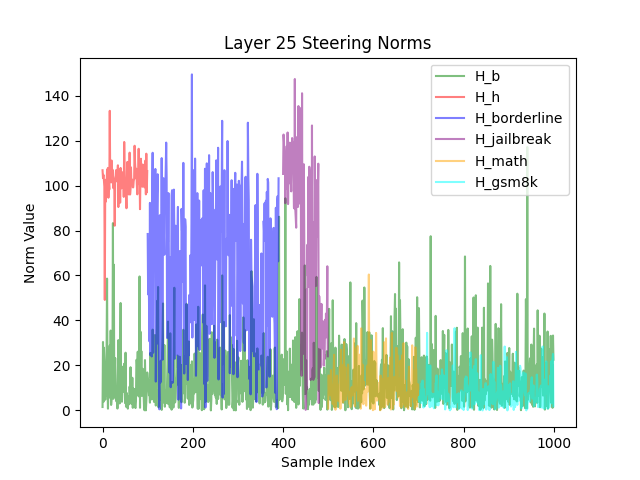 Layer 25 Steering Norms
H_b
H_h
H_borderline
H_jailbreak
H_math
H_gsm8k
Norm Value
140
120
100
80
60
40
20
0
0 200 400 600 800 1000
Sample Index